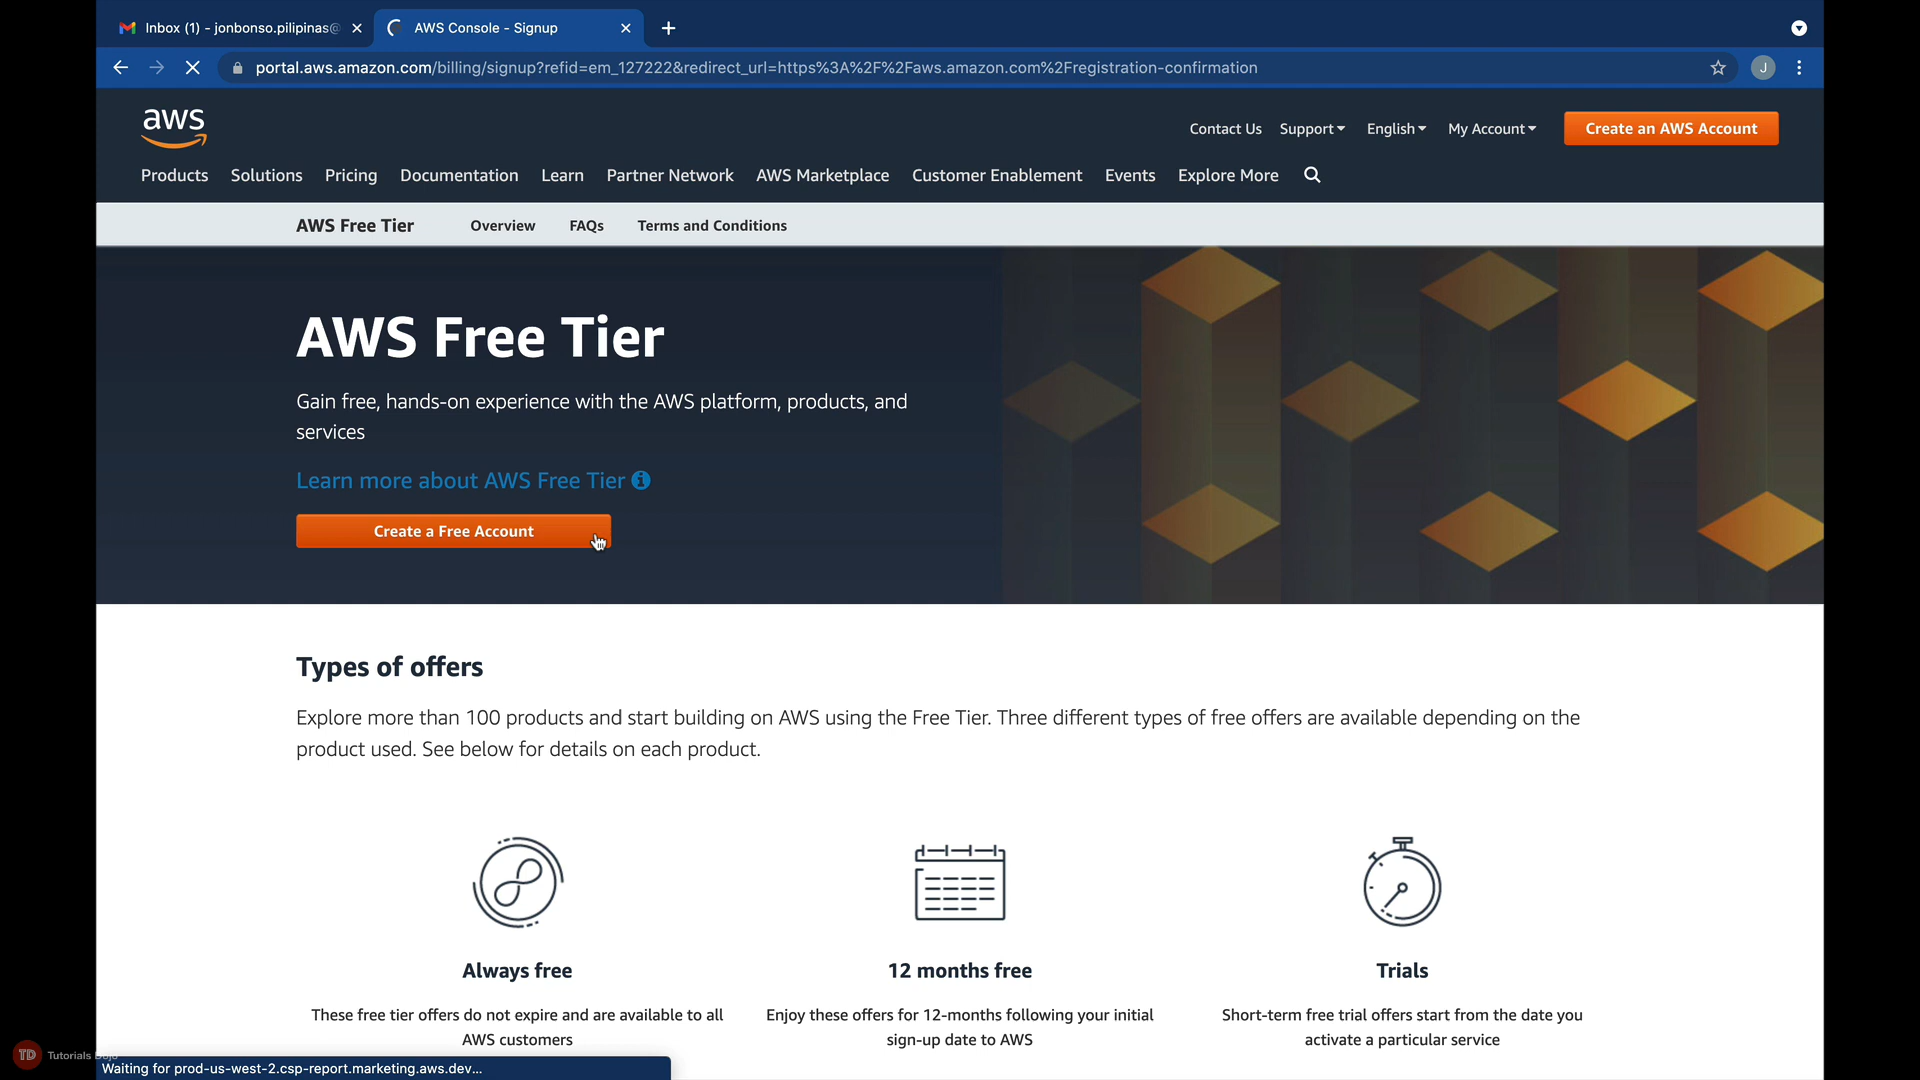 Inbox (1) - jonbonso.pilipinas@
AWS Console - Signup
portal.aws.amazon.com/billing/signup?refid=em_127222&redirect_url=https%3A%2F%2Faws.amazon.com%2Fregistration-confirmation
J
aws
Contact Us Support English My Account Create an AWS Account
Products Solutions Pricing Documentation Learn Partner Network AWS Marketplace Customer Enablement Events Explore More
AWS Free Tier Overview FAQs Terms and Conditions
AWS Free Tier
Gain free, hands-on experience with the AWS platform, products, and
services
Learn more about AWS Free Tier
Create a Free Account
Types of offers
Explore more than 100 products and start building on AWS using the Free Tier. Three different types of free offers are available depending on the
product used. See below for details on each product.
Always free
These free tier offers do not expire and are available to all
AWS customers
12 months free
Enjoy these offers for 12-months following your initial
sign-up date to AWS
Trials
Short-term free trial offers start from the date you
activate a particular service
TD Tutorials Dojo
Waiting for prod-us-west-2.csp-report.marketing.aws.dev...